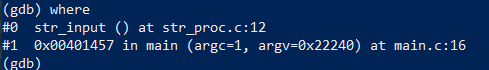 (gdb) where
#0  str_input () at str_proc.c:12
#1  0x00401457 in main (argc=1, argv=0x22240) at main.c:16
(gdb)